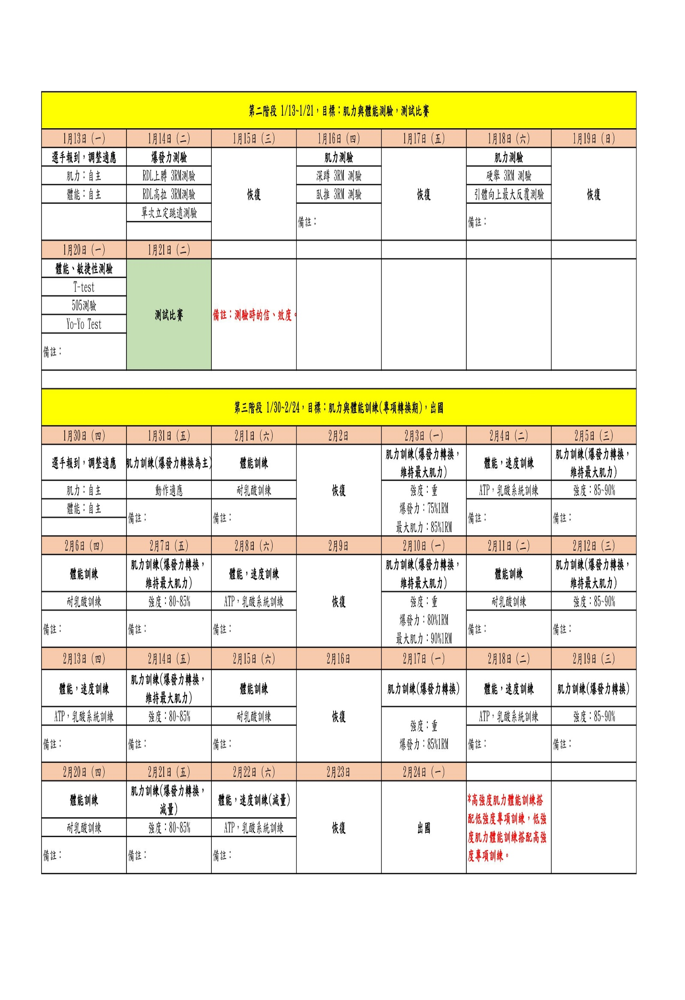 第二階段 1/13~1/21，目標：肌力與體能測驗，測試比賽
1月13日 (一) 1月14日 (二) 1月15日 (三) 1月16日 (四) 1月17日 (五) 1月18日 (六) 1月19日 (日)
選手報到，調整適應 爆發力測驗 肌力測驗 肌力測驗
肌力：自主 RDL上膊 3RM測驗 深蹲 3RM 測驗 硬舉 3RM 測驗
體能：自主 RDL高拉 3RM測驗 恢復 臥推 3RM 測驗 恢復 引體向上最大反覆測驗 恢復
單次立定跳遠測驗
備註： 備註：
1月20日 (一) 1月21日 (二)
體能、敏捷性測驗
T-test
505測驗
測試比賽 備註：測驗時的信、效度。
Yo-Yo Test
備註：
第三階段 1/30~2/24，目標：肌力與體能訓練(專項轉換期)，出國
1月30日 (四) 1月31日 (五) 2月1日 (六) 2月2日 2月3日 (一) 2月4日 (二) 2月5日 (三)
選手報到，調整適應 肌力訓練(爆發力轉換為主) 體能訓練 肌力訓練(爆發力轉換， 體能，速度訓練 肌力訓練(爆發力轉換，
維持最大肌力) 維持最大肌力)
肌力：自主 動作適應 耐乳酸訓練 恢復 強度：重 ATP，乳酸系統訓練 強度：85~90%
體能：自主 備註： 備註： 爆發力：75%1RM 備註： 備註：
最大肌力：85%1RM
2月6日 (四) 2月7日 (五) 2月8日 (六) 2月9日 2月10日 (一) 2月11日 (二) 2月12日 (三)
體能訓練 肌力訓練(爆發力轉換， 體能，速度訓練 肌力訓練(爆發力轉換， 體能訓練 肌力訓練(爆發力轉換，
維持最大肌力) 維持最大肌力) 維持最大肌力)
耐乳酸訓練 強度：80~85% ATP，乳酸系統訓練 恢復 強度：重 耐乳酸訓練 強度：85~90%
備註： 備註： 備註： 爆發力：80%1RM 備註： 備註：
最大肌力：90%1RM
2月13日 (四) 2月14日 (五) 2月15日 (六) 2月16日 2月17日 (一) 2月18日 (二) 2月19日 (三)
體能，速度訓練 肌力訓練(爆發力轉換， 體能訓練 肌力訓練(爆發力轉換) 體能，速度訓練 肌力訓練(爆發力轉換)
維持最大肌力)
ATP，乳酸系統訓練 強度：80~85% 耐乳酸訓練 恢復 強度：重 ATP，乳酸系統訓練 強度：85~90%
備註： 備註： 備註： 爆發力：85%1RM 備註： 備註：
2月20日 (四) 2月21日 (五) 2月22日 (六) 2月23日 2月24日 (一)
體能訓練 肌力訓練(爆發力轉換， 體能，速度訓練(減量) *高強度肌力體能訓練搭
減量) 配低強度專項訓練，低強
耐乳酸訓練 強度：80~85% ATP，乳酸系統訓練 恢復 出國 度肌力體能訓練搭配高強
備註： 備註： 備註： 度專項訓練。